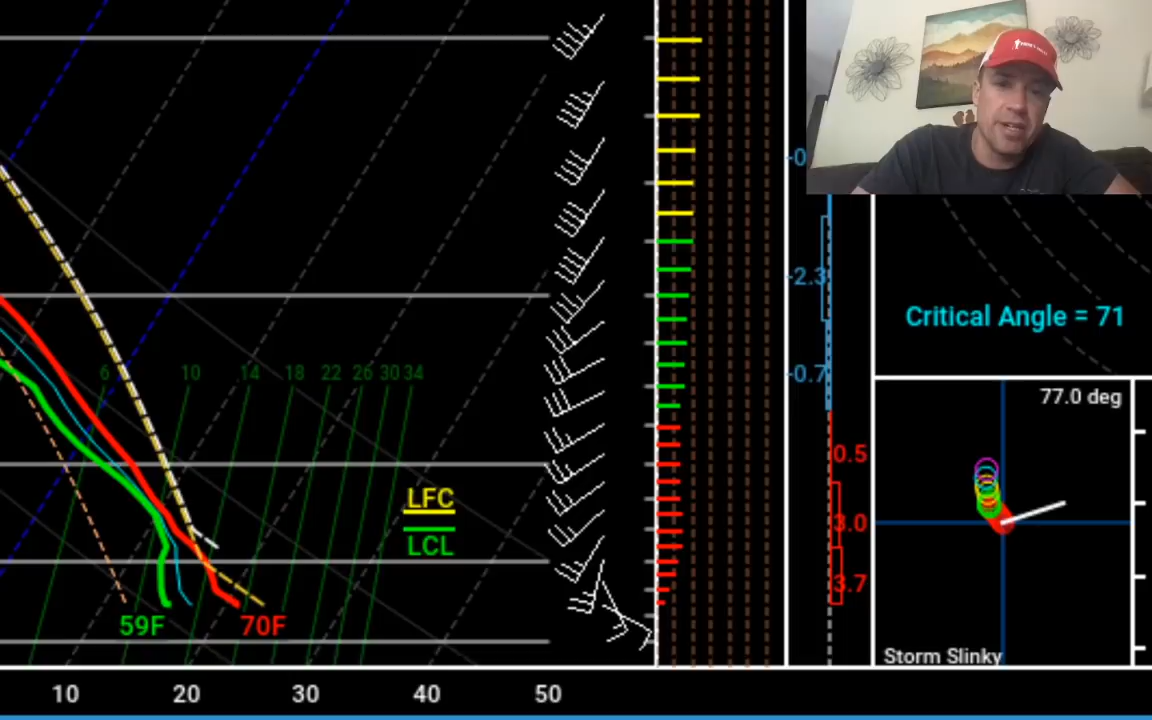 -0
-2.3
-0.7
0.5
3.0
3.7
Critical Angle = 71
77.0 deg
Storm Slinky
6 10 14 18 22 26 30 34
LFC
LCL
59F 70F
10 20 30 40 50